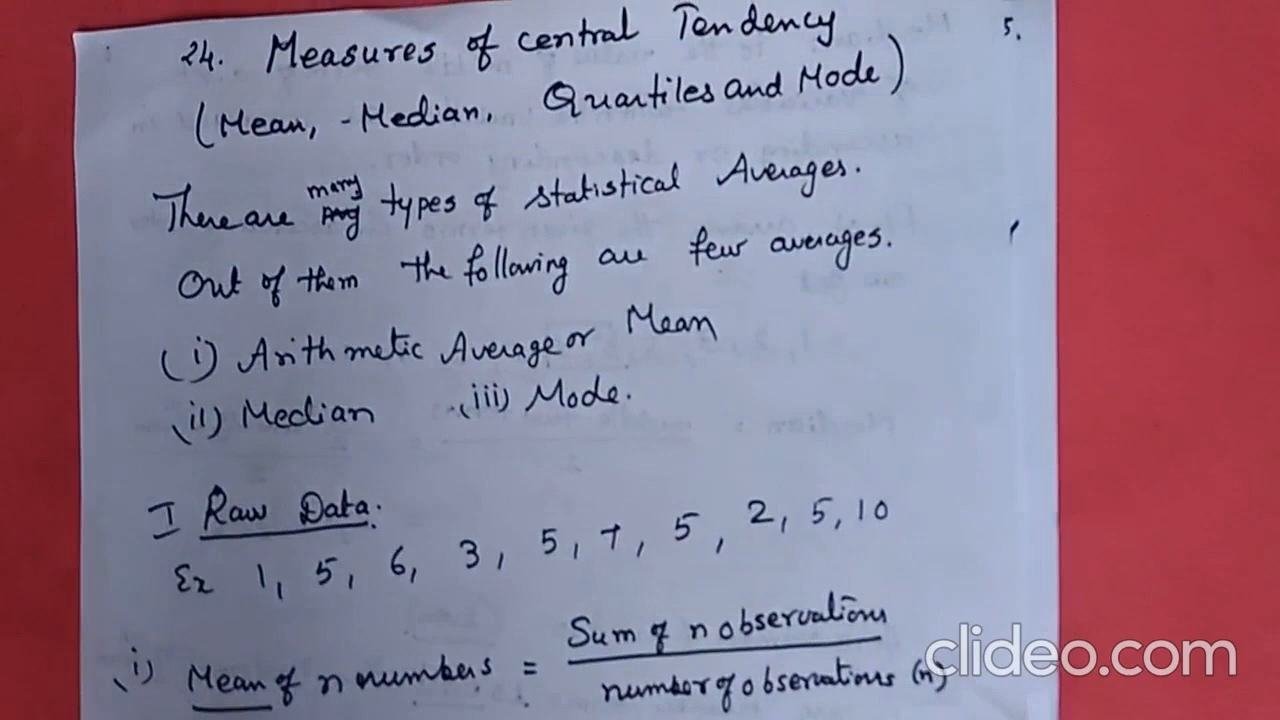 24. Measures of central Tendency
5.
(Mean, -Median, Quartiles and Mode)
There are many types of statistical Averages.
Out of them the following are few averages.
(i) Arithmetic Average or Mean
(ii) Median (iii) Mode.
I Raw Data.
Ex 1, 5, 6, 3, 5, 7, 5, 2, 5, 10
(i) Mean of n numbers = Sum of n observations
number of observations (n)
clideo.com